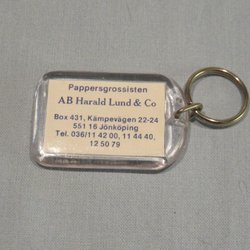 Pappersgrossisten
AB Harald Lund & Co
Box 431, Kämpevägen 22-24
551 16 Jönköping
Tel. 036/11 42 00, 11 44 40,
12 50 79